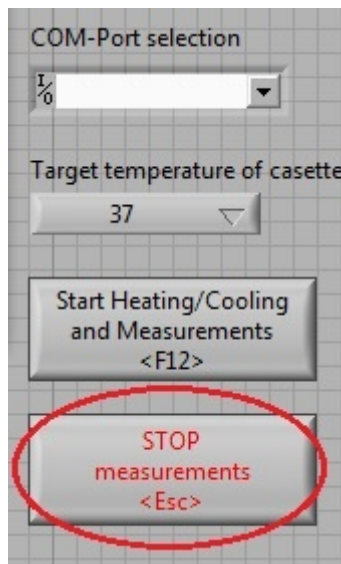 COM-Port selection
I/O
Target temperature of casette
37
Start Heating/Cooling
and Measurements
<F12>
STOP
measurements
<Esc>